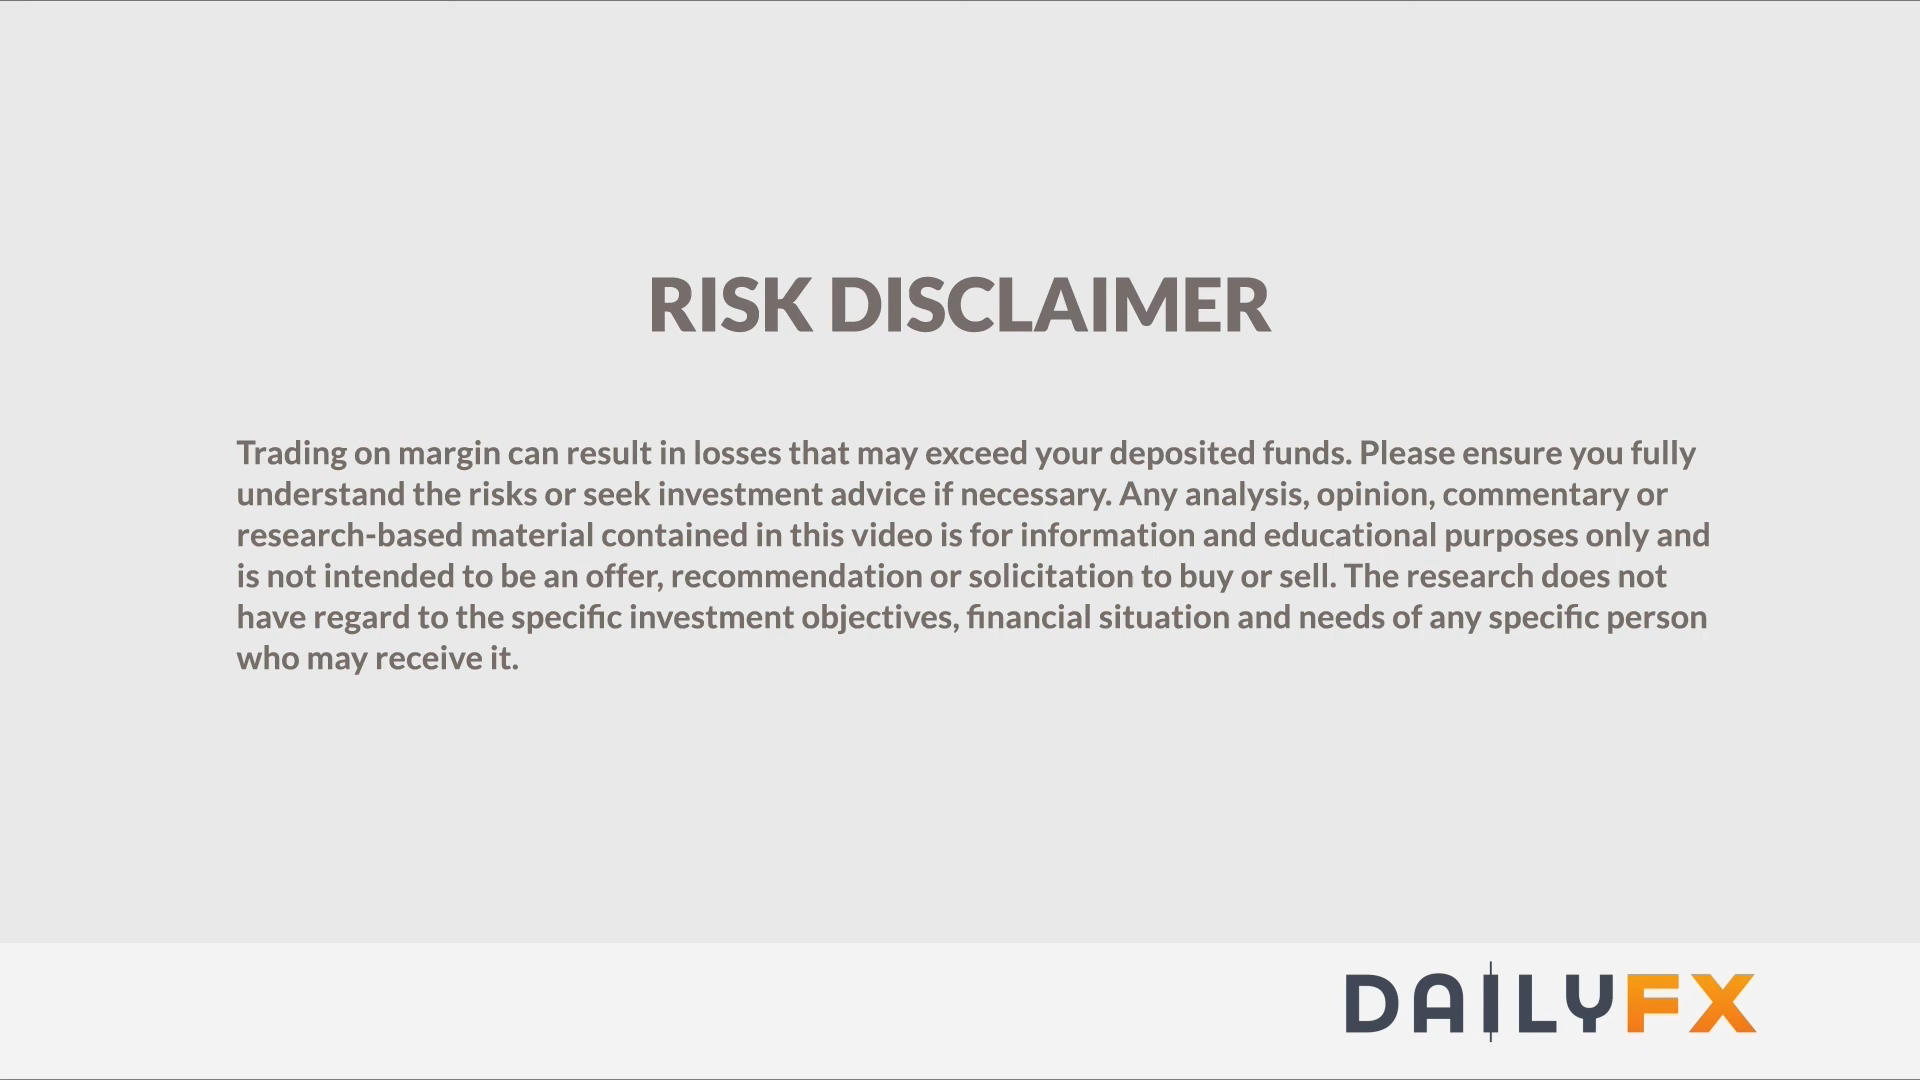 RISK DISCLAIMER
Trading on margin can result in losses that may exceed your deposited funds. Please ensure you fully
understand the risks or seek investment advice if necessary. Any analysis, opinion, commentary or
research-based material contained in this video is for information and educational purposes only and
is not intended to be an offer, recommendation or solicitation to buy or sell. The research does not
have regard to the specific investment objectives, financial situation and needs of any specific person
who may receive it.
DAILYFX